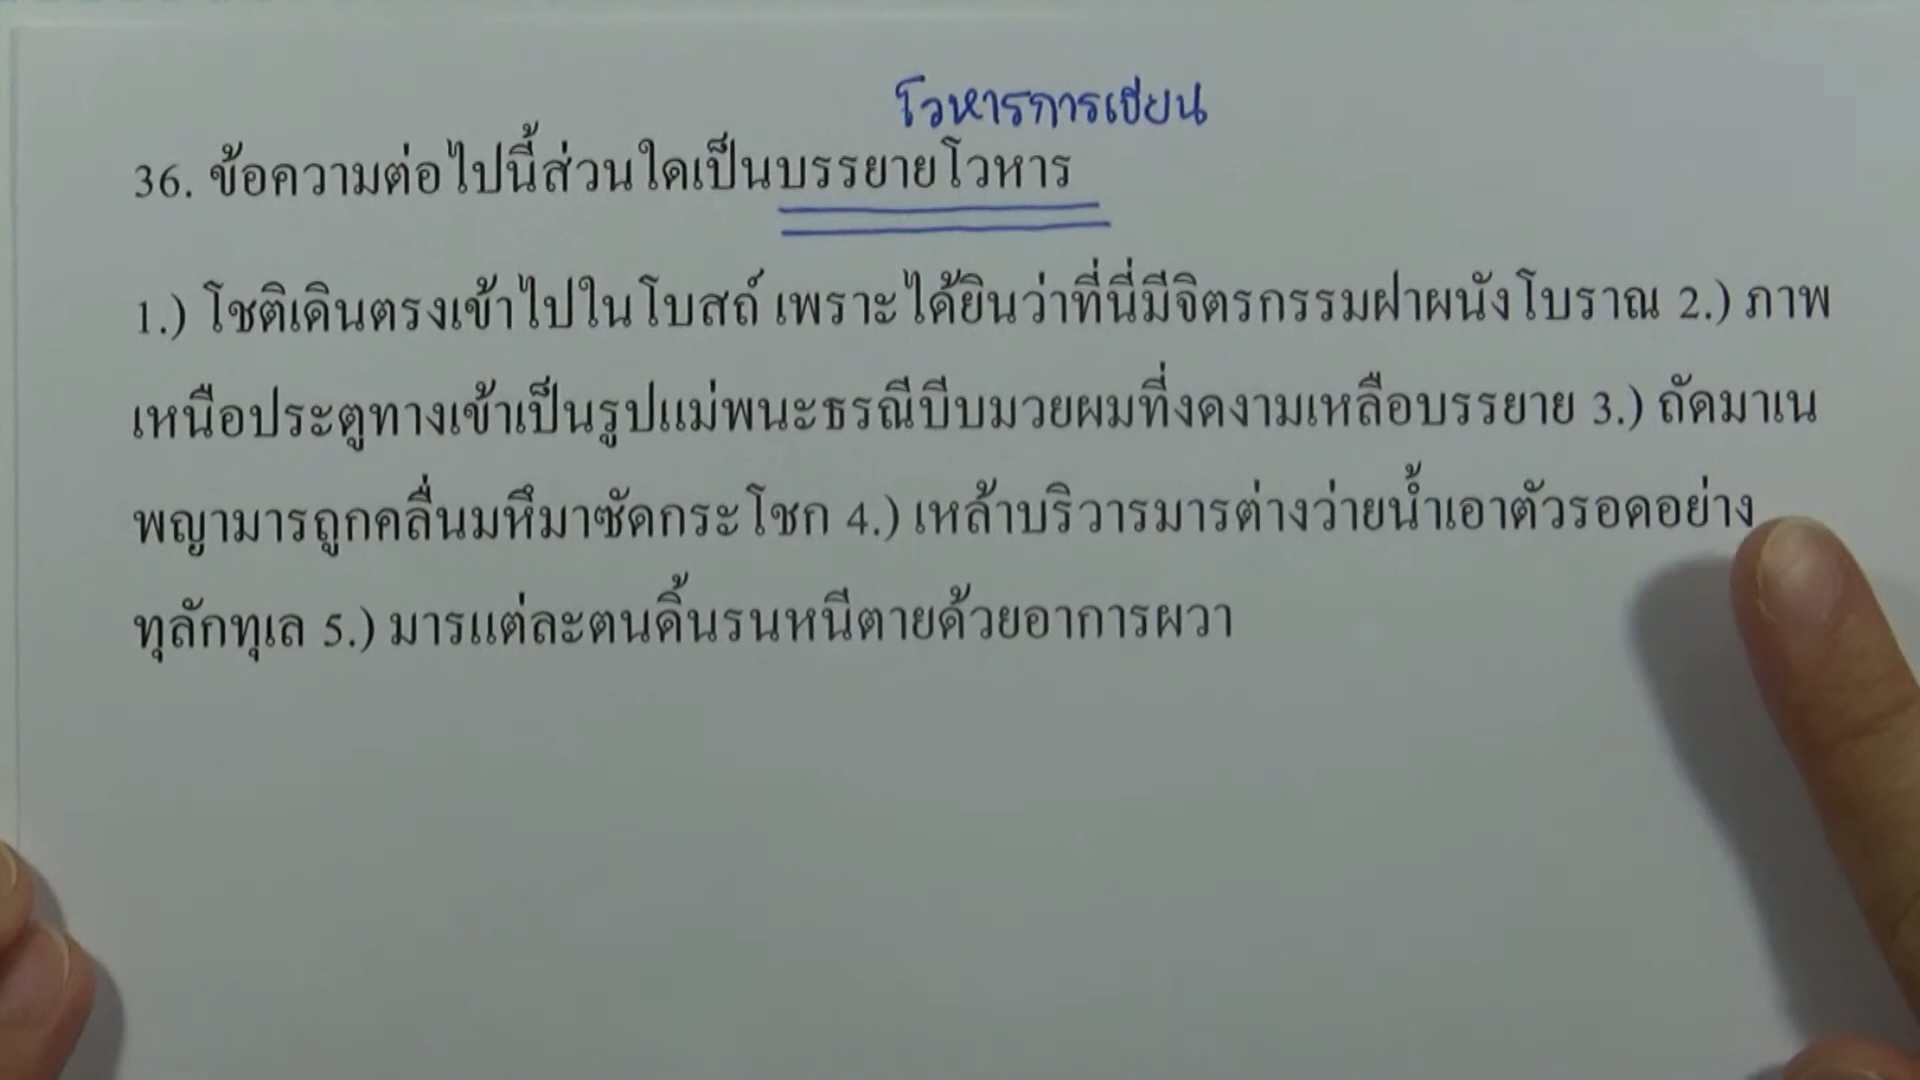 โวหารการเขียน
36. ข้อความต่อไปนี้ส่วนใดเป็นบรรยายโวหาร
1.) โชติเดินตรงเข้าไปในโบสถ์ เพราะได้ยินว่าที่นี่มีจิตรกรรมฝาผนังโบราณ 2.) ภาพ
เหนือประตูทางเข้าเป็นรูปแม่พนะธรณีบีบมวยผมที่งดงามเหลือบรรยาย 3.) ถัดมาเน
พญามารถูกคลื่นมหึมาซัดกระโชก 4.) เหล้าบริวารมารต่างว่ายน้ำเอาตัวรอดอย่าง
ทุลักทุเล 5.) มารแต่ละตนดิ้นรนหนีตายด้วยอาการผวา